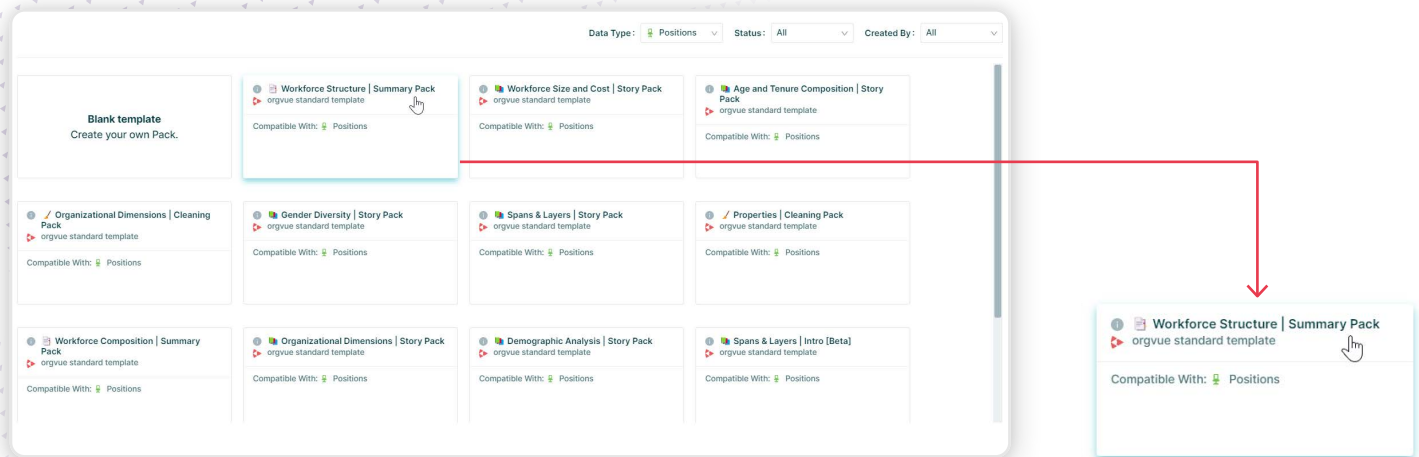 Data Type: Positions Status: All Created By: All
Blank template
Create your own Pack.
Workforce Structure | Summary Pack
orgvue standard template
Compatible With: Positions
Workforce Size and Cost | Story Pack
orgvue standard template
Compatible With: Positions
Age and Tenure Composition | Story
Pack
orgvue standard template
Compatible With: Positions
Organizational Dimensions | Cleaning
Pack
orgvue standard template
Compatible With: Positions
Gender Diversity | Story Pack
orgvue standard template
Compatible With: Positions
Spans & Layers | Story Pack
orgvue standard template
Compatible With: Positions
Properties | Cleaning Pack
orgvue standard template
Compatible With: Positions
Workforce Composition | Summary
Pack
orgvue standard template
Compatible With: Positions
Organizational Dimensions | Story Pack
orgvue standard template
Compatible With: Positions
Demographic Analysis | Story Pack
orgvue standard template
Compatible With: Positions
Spans & Layers | Intro [Beta]
orgvue standard template
Compatible With: Positions
Workforce Structure | Summary Pack
orgvue standard template
Compatible With: Positions